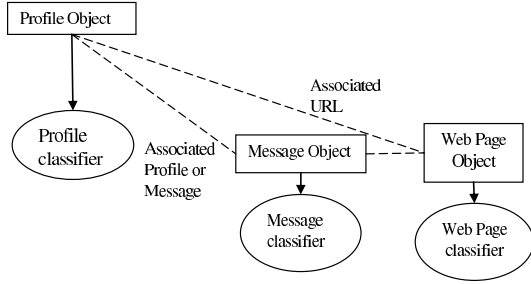 Profile Object
Associated
URL
Profile
classifier
Associated
Profile or
Message
Message Object
Web Page
Object
Message
classifier
Web Page
classifier